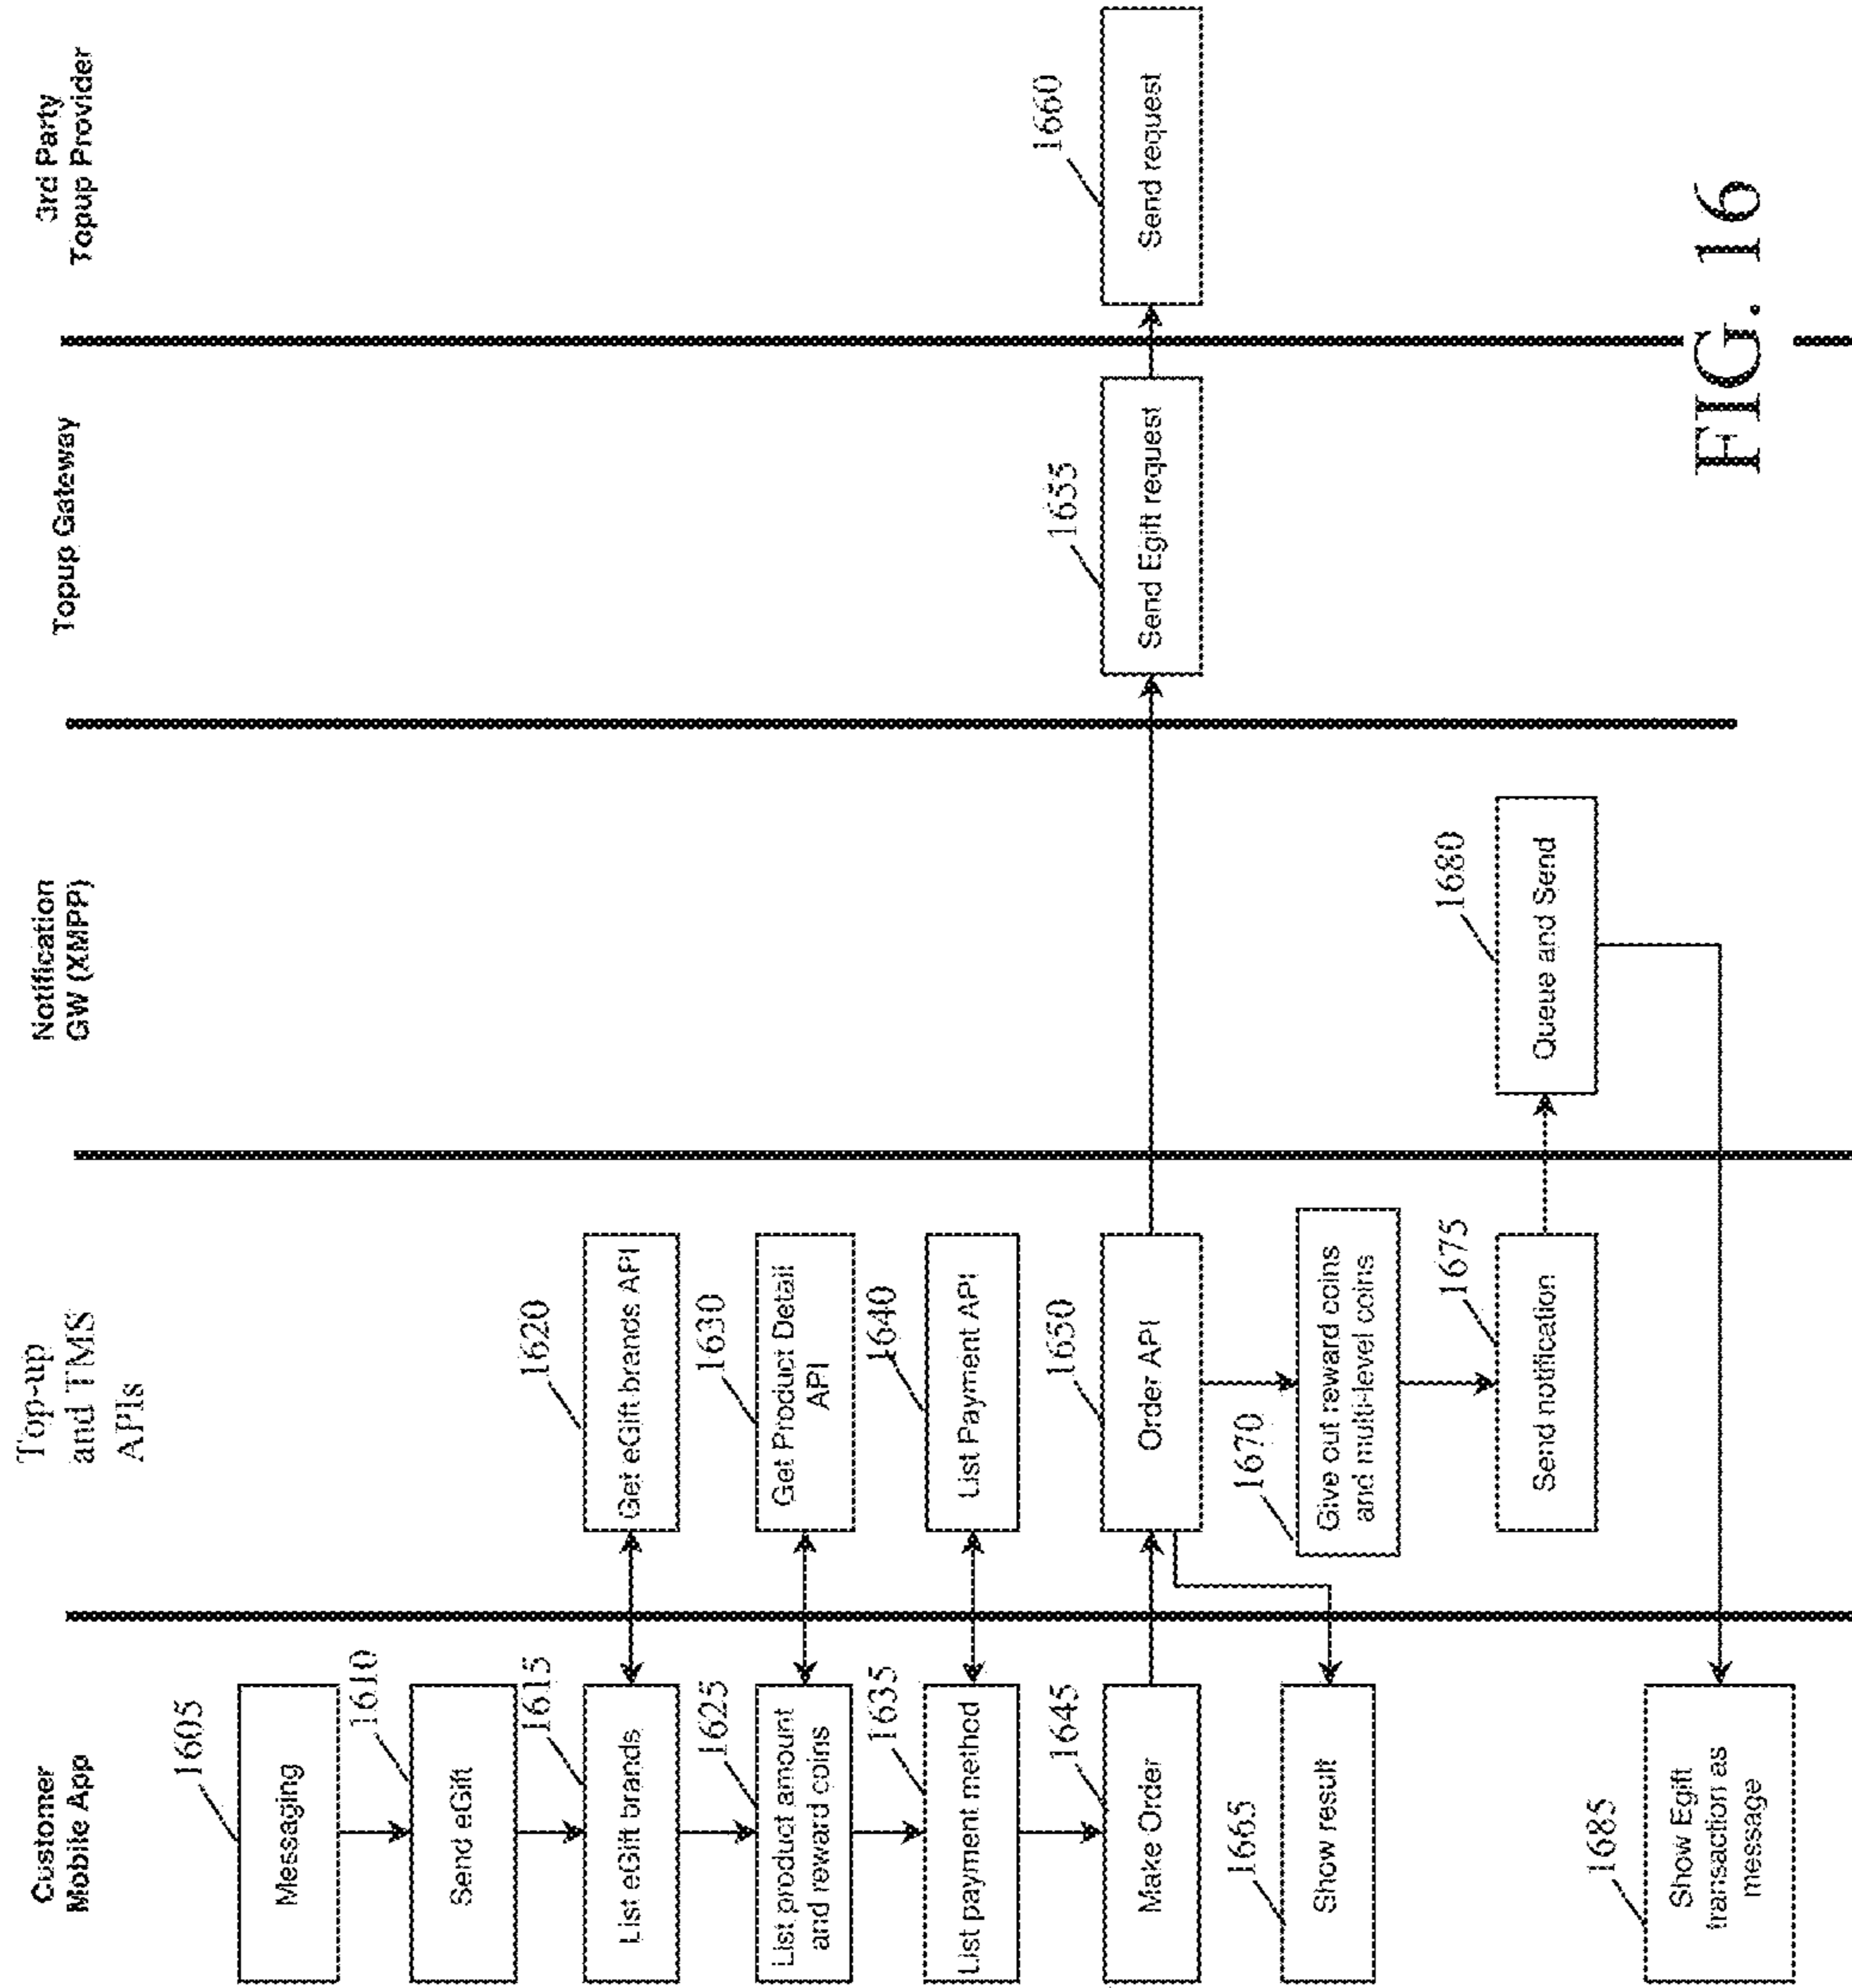 Customer
Mobile App
Top-up
and TMS
APIs
Notification
GW (XMPP)
Topup Gateway
3rd Party
Topup Provider
1605
Messaging
1610
Send eGift
1615
List eGift brands
1620
Get eGift brands API
1625
List product amount
and reward coins
1630
Get Product Detail
API
1635
List payment method
1640
List Payment API
1645
Make Order
1650
Order API
1655
Send Egift request
1660
Send request
1665
Show result
1670
Give out reward coins
and multi-level coins
1675
Send notification
1680
Queue and Send
1685
Show Egift
transaction as
message
FIG. 16